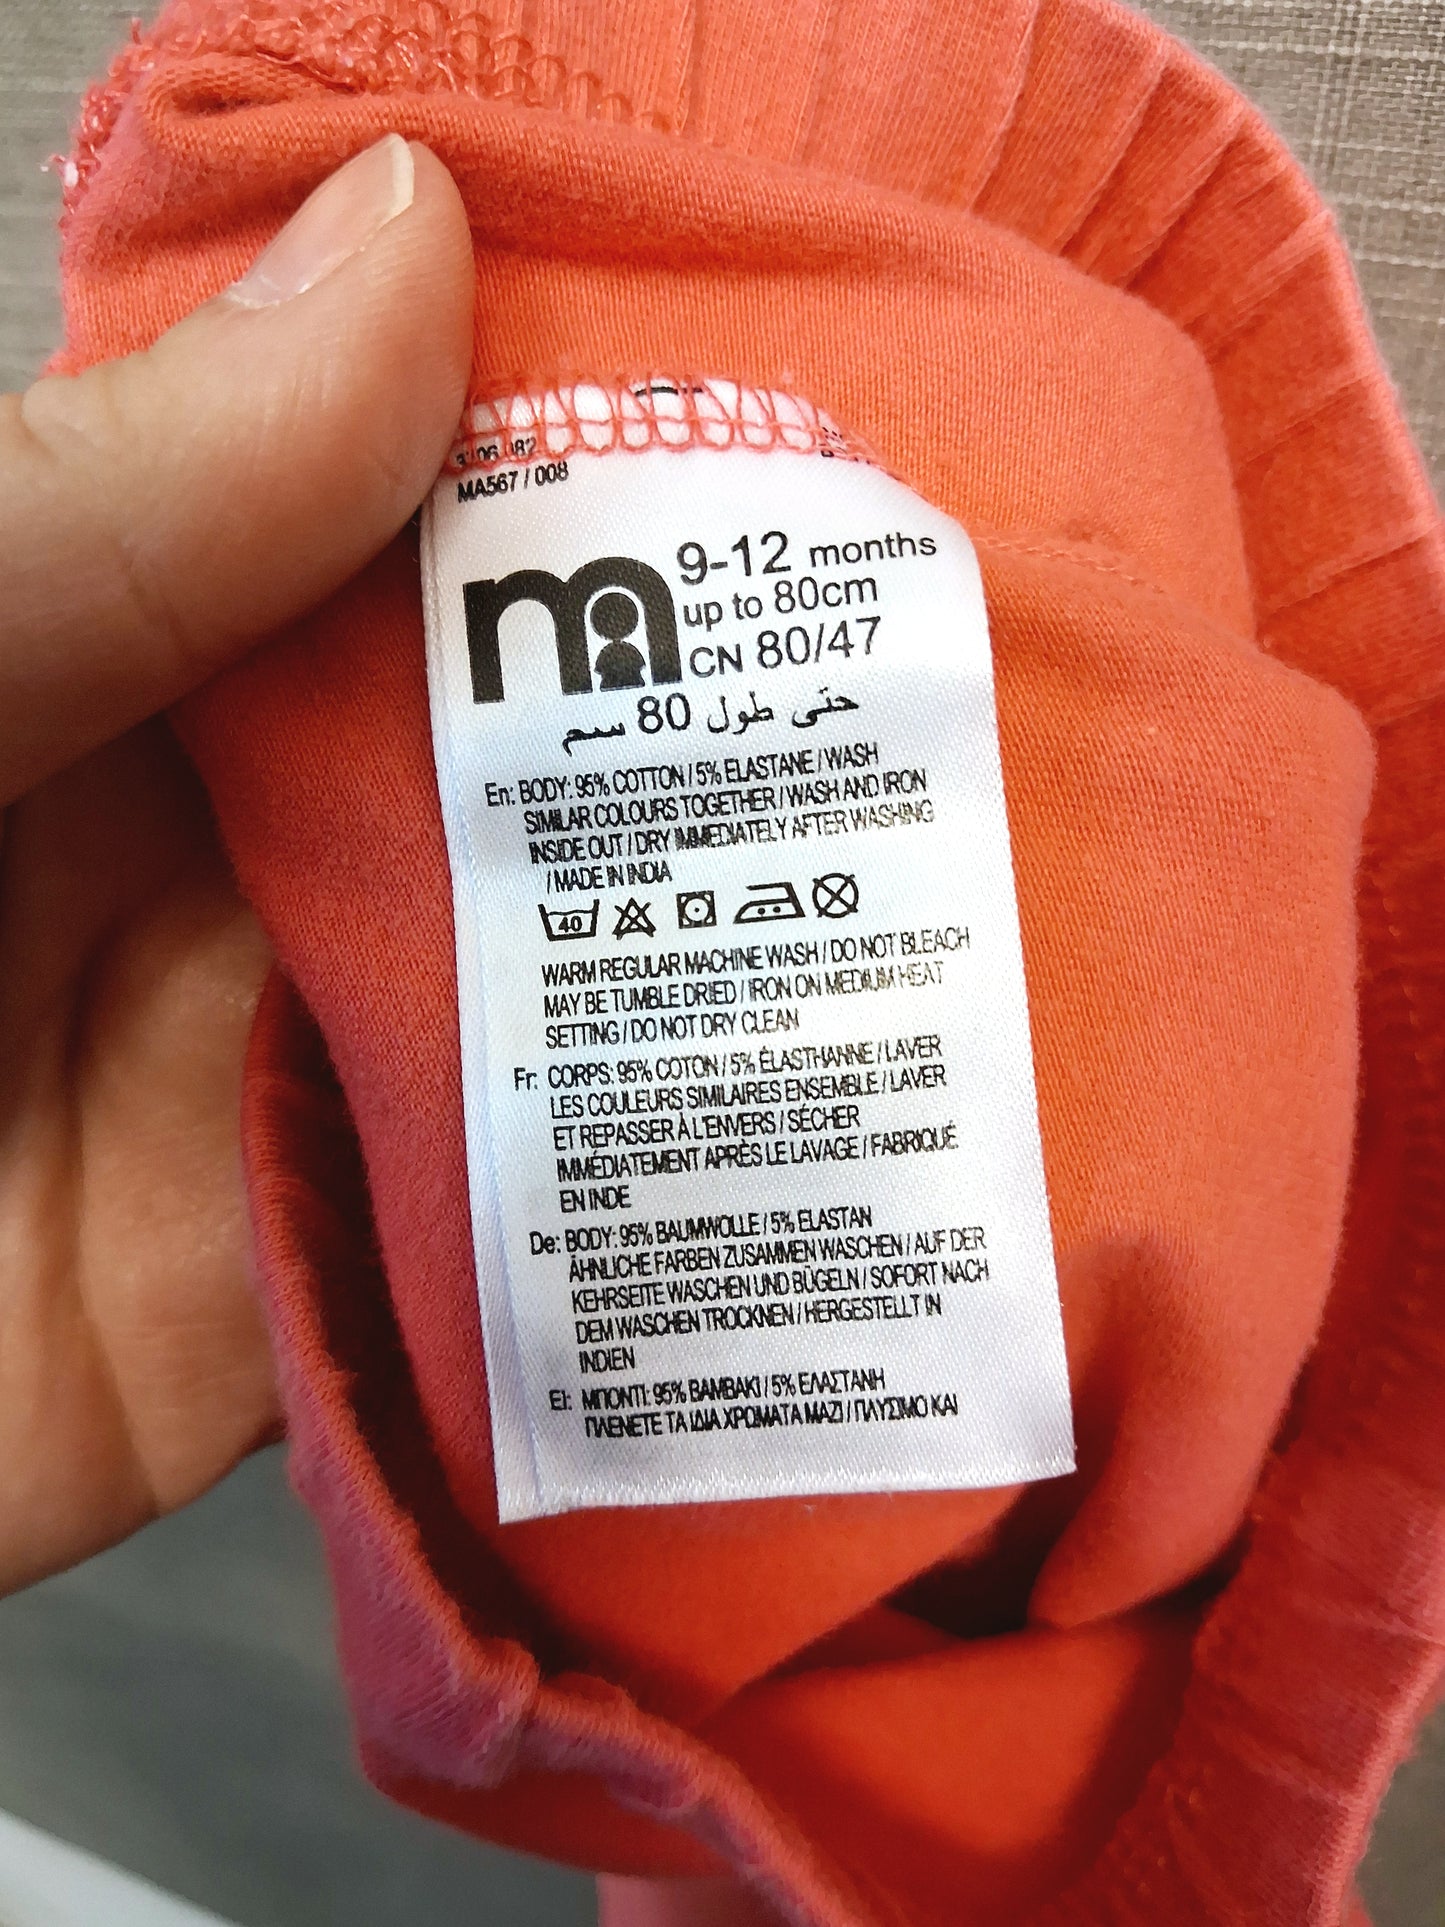 MA567 / 008
m
9-12 months
up to 80cm
CN 80/47
حتّى طول 80 سم
En: BODY: 95% COTTON / 5% ELASTANE / WASH
SIMILAR COLOURS TOGETHER / WASH AND IRON
INSIDE OUT / DRY IMMEDIATELY AFTER WASHING
/ MADE IN INDIA
40
WARM REGULAR MACHINE WASH / DO NOT BLEACH
MAY BE TUMBLE DRIED / IRON ON MEDIUM HEAT
SETTING / DO NOT DRY CLEAN
Fr: CORPS: 95% COTON / 5% ÉLASTHANNE / LAVER
LES COULEURS SIMILAIRES ENSEMBLE / LAVER
ET REPASSER À L'ENVERS / SÉCHER
IMMÉDIATEMENT APRÈS LE LAVAGE / FABRIQUÉ
EN INDE
De: BODY: 95% BAUMWOLLE / 5% ELASTAN
ÄHNLICHE FARBEN ZUSAMMEN WASCHEN / AUF DER
KEHRSEITE WASCHEN UND BÜGELN / SOFORT NACH
DEM WASCHEN TROCKNEN / HERGESTELLT IN
INDIEN
El: ΜΠΟΝΤΙ: 95% ΒΑΜΒΑΚΙ / 5% ΕΛΑΣΤΑΝΗ
ΠΛΕΝΕΤΕ ΤΑ ΙΔΙΑ ΧΡΩΜΑΤΑ ΜΑΖΙ / ΠΛΥΣΙΜΟ ΚΑΙ